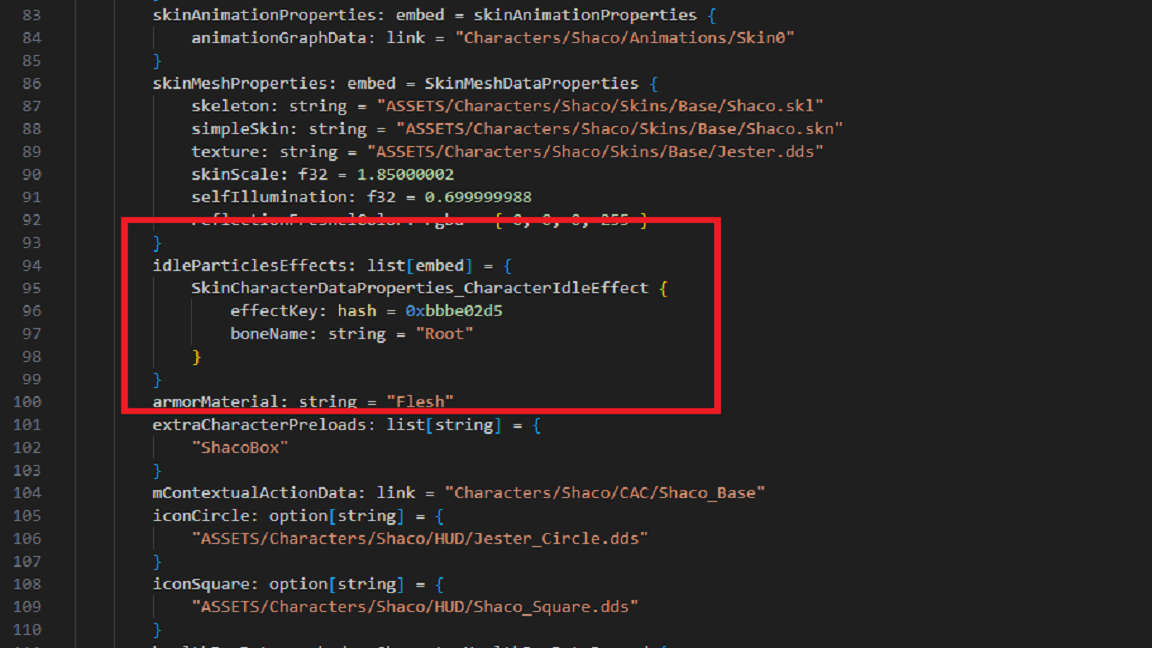 83 skinAnimationProperties: embed = skinAnimationProperties {
84 animationGraphData: link = "Characters/Shaco/Animations/Skin0"
85 }
86 skinMeshProperties: embed = SkinMeshDataProperties {
87 skeleton: string = "ASSETS/Characters/Shaco/Skins/Base/Shaco.skl"
88 simpleSkin: string = "ASSETS/Characters/Shaco/Skins/Base/Shaco.skn"
89 texture: string = "ASSETS/Characters/Shaco/Skins/Base/Jester.dds"
90 skinScale: f32 = 1.85000002
91 selfIllumination: f32 = 0.699999988
92 { 0, 0, 0, 255 }
93 }
94 idleParticlesEffects: list[embed] = {
95 SkinCharacterDataProperties_CharacterIdleEffect {
96 effectKey: hash = 0xbbbe02d5
97 boneName: string = "Root"
98 }
99 }
100 armorMaterial: string = "Flesh"
101 extraCharacterPreloads: list[string] = {
102 "ShacoBox"
103 }
104 mContextualActionData: link = "Characters/Shaco/CAC/Shaco_Base"
105 iconCircle: option[string] = {
106 "ASSETS/Characters/Shaco/HUD/Jester_Circle.dds"
107 }
108 iconSquare: option[string] = {
109 "ASSETS/Characters/Shaco/HUD/Shaco_Square.dds"
110 }